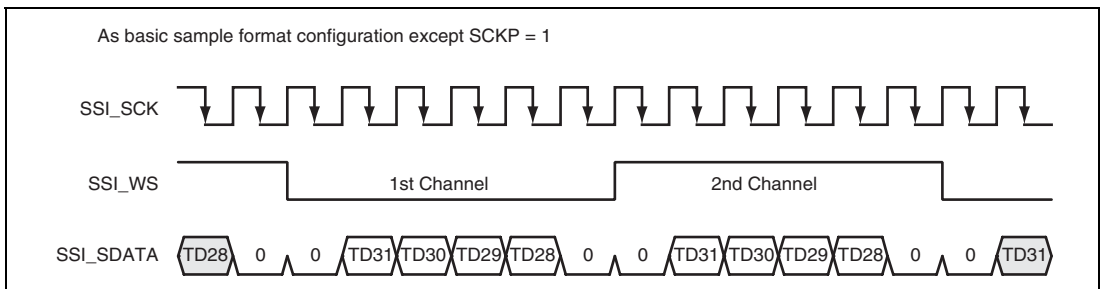 As basic sample format configuration except SCKP = 1
SSI_SCK
SSI_WS 1st Channel 2nd Channel
SSI_SDATA TD28 0 0 TD31 TD30 TD29 TD28 0 0 TD31 TD30 TD29 TD28 0 0 TD31